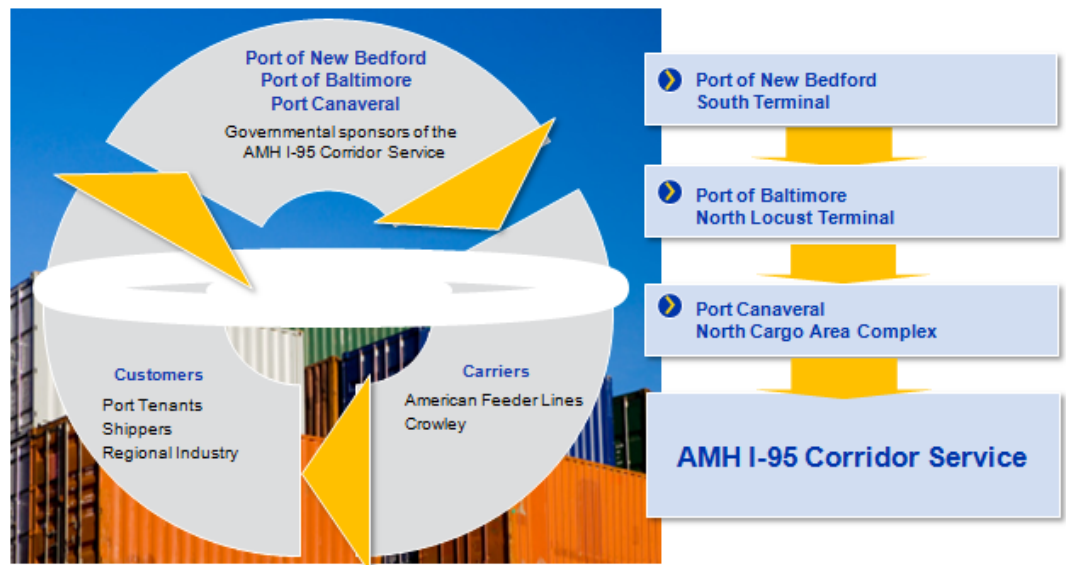 Port of New Bedford
Port of Baltimore
Port Canaveral
Governmental sponsors of the
AMH I-95 Corridor Service
Customers
Port Tenants
Shippers
Regional Industry
Carriers
American Feeder Lines
Crowley
Port of New Bedford
South Terminal
Port of Baltimore
North Locust Terminal
Port Canaveral
North Cargo Area Complex
AMH I-95 Corridor Service